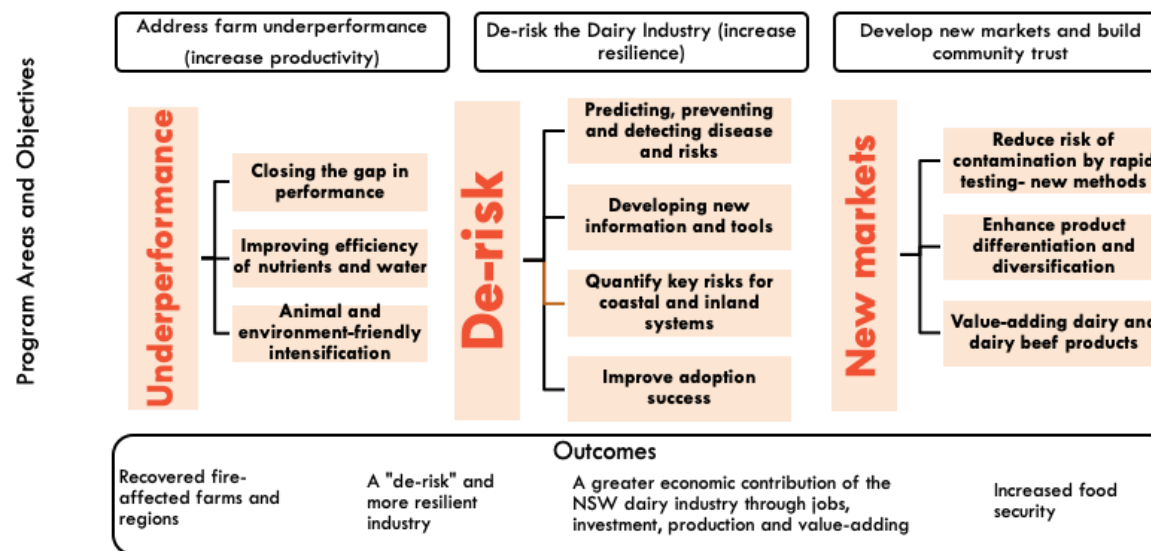 Program Areas and Objectives
Address farm underperformance
(increase productivity)
De-risk the Dairy Industry (increase
resilience)
Develop new markets and build
community trust
Underperformance
Closing the gap in
performance
Improving efficiency
of nutrients and water
Animal and
environment-friendly
intensification
De-risk
Predicting, preventing
and detecting disease
and risks
Developing new
information and tools
Quantify key risks for
coastal and inland
systems
Improve adoption
success
New markets
Reduce risk of
contamination by rapid
testing- new methods
Enhance product
differentiation and
diversification
Value-adding dairy and
dairy beef products
Outcomes
Recovered fire-
affected farms and
regions
A "de-risk" and
more resilient
industry
A greater economic contribution of the
NSW dairy industry through jobs,
investment, production and value-adding
Increased food
security